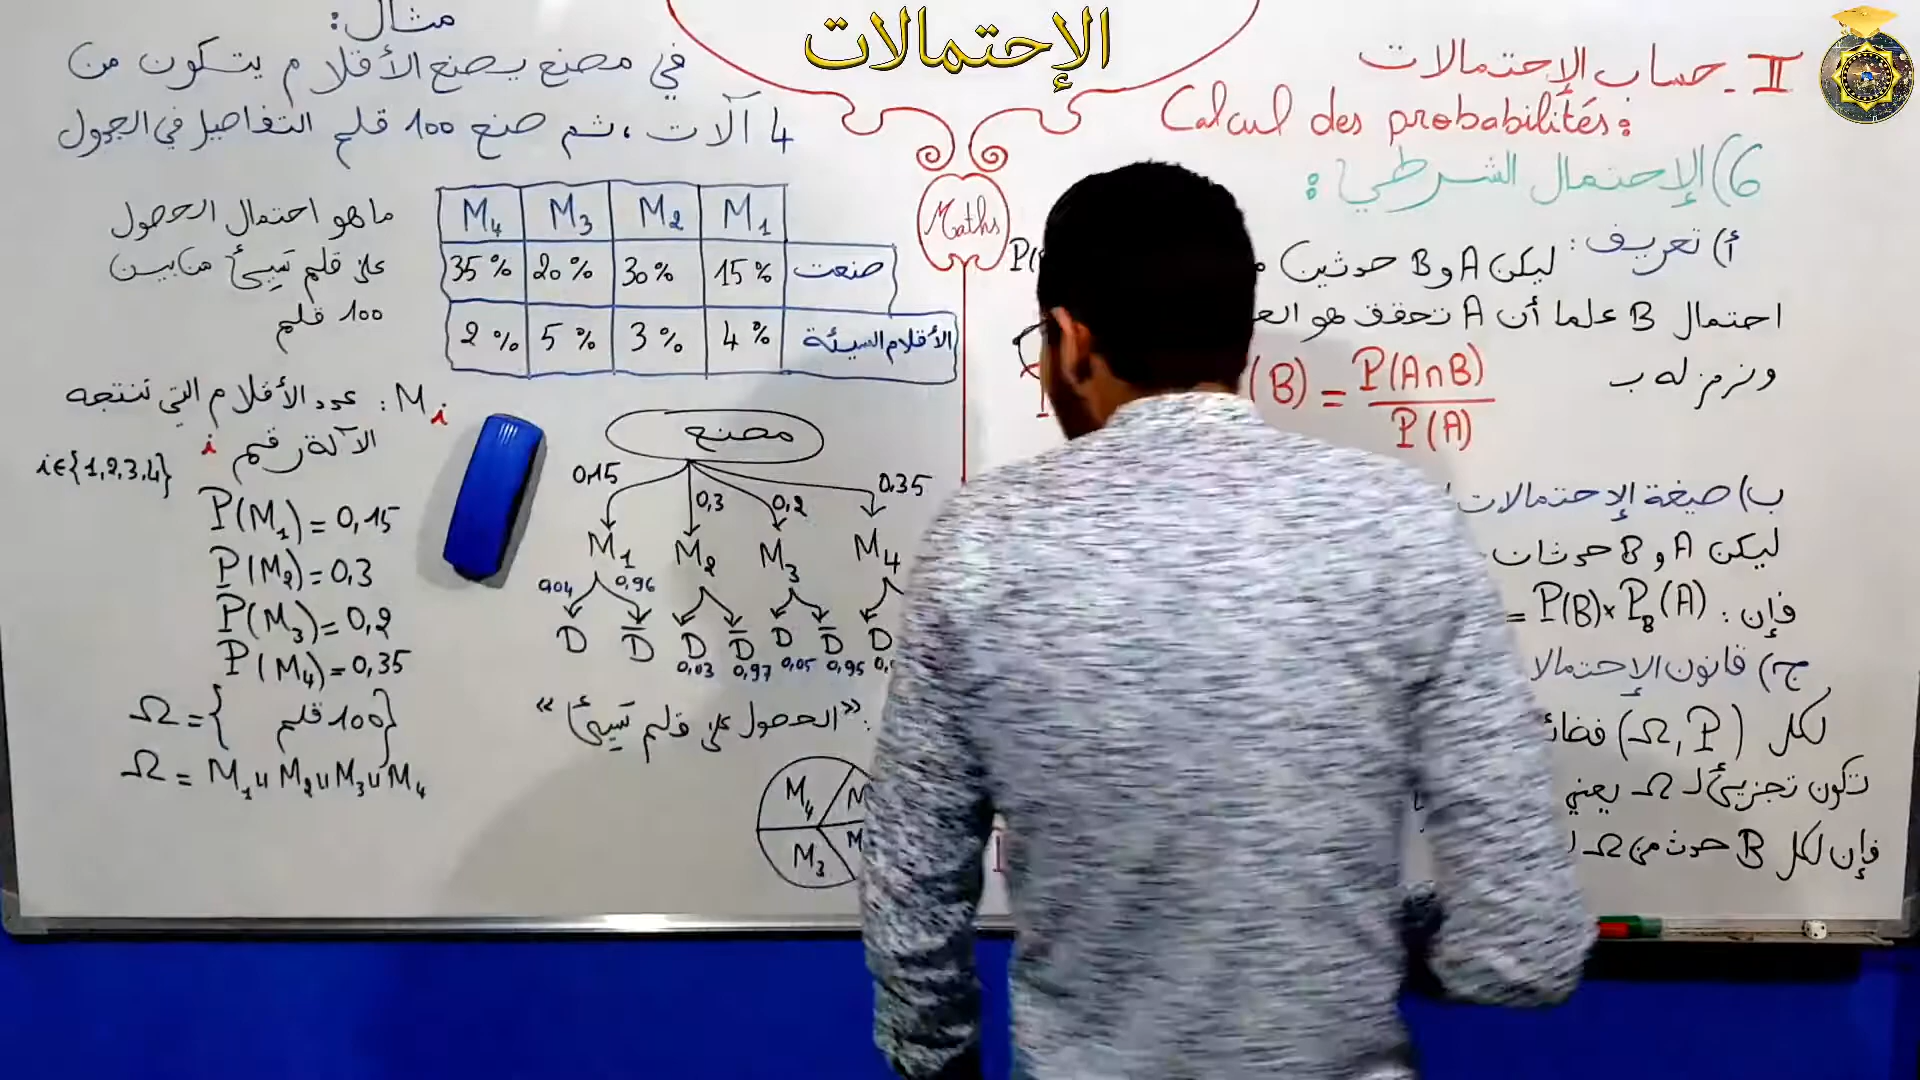 الإحتمالات
II - حساب الإحتمالات
Calcul des probabilités:
6) الإحتمال الشرطي:
أ) تعريف: ليكن A و B حدثين
احتمال B علما أن A تحقق هو
ونرمز له ب
(B) = P(A∩B) / P(A)
ب) صيغة الإحتمالات
ليكن A و B حدثان
فإن: = P(B)×P_B(A)
ج) قانون
لكل (Ω, P)
تكون تجزيئ لـ Ω يعني
فإن لكل B حدث من Ω
Maths
مثال:
في مصنع يصنع الأقلام يتكون من
4 آلات، ثم صنع 100 قلم التفاصيل في الجدول
M₄ M₃ M₂ M₁
35% 20% 30% 15% صنعت
2% 5% 3% 4% الأقلام السيئة
ما هو احتمال الحصول
على قلم سيئ من بين
100 قلم
Mᵢ: عدد الأقلام التي تنتجه
الآلة رقم i
i∈{1,2,3,4}
P(M₁)=0,15
P(M₂)=0,3
P(M₃)=0,2
P(M₄)=0,35
Ω={ 100 قلم }
Ω = M₁∪M₂∪M₃∪M₄
مصنع
0,15 0,3 0,2 0,35
M₁ M₂ M₃ M₄
0,04 0,96
D D̄ D D̄ D D̄ D
0,03 0,97 0,05 0,95
: «الحصول على قلم سيئ»
M₄
M₃